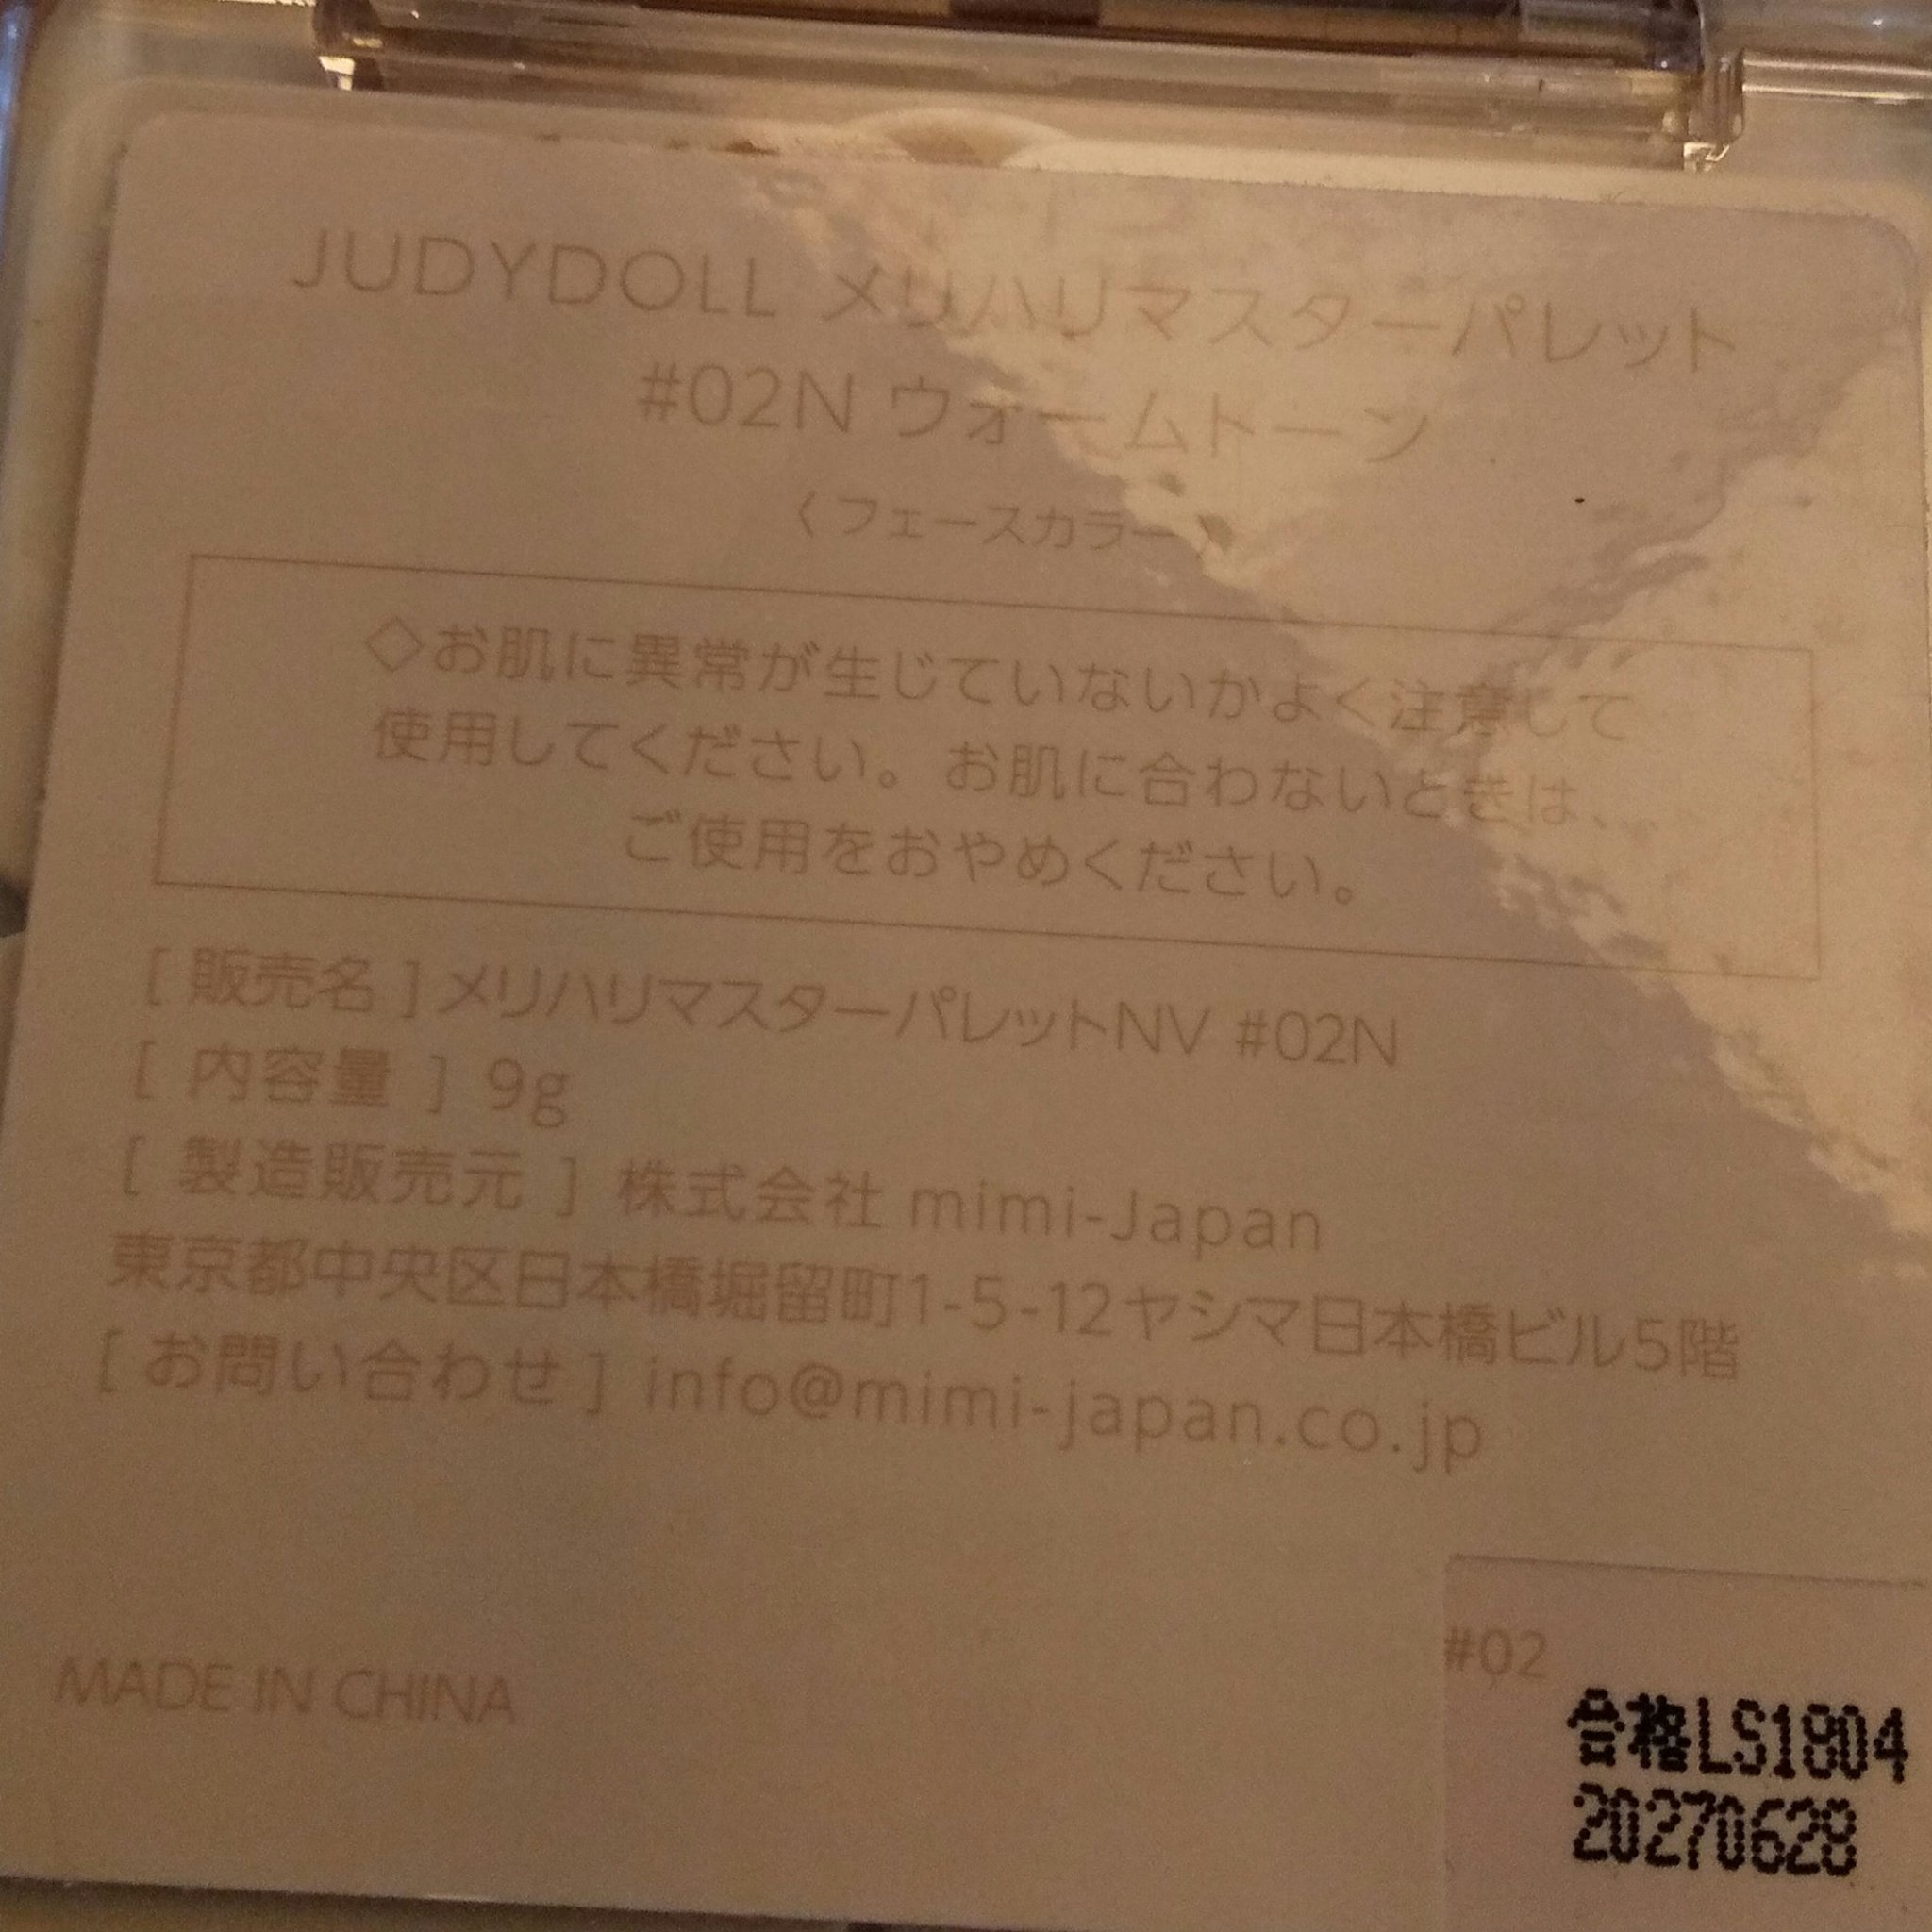 JUDYDOLL メリハリマスターパレット
#02N ウォームトーン
〈フェースカラー〉
◇お肌に異常が生じていないかよく注意して
使用してください。お肌に合わないときは、
ご使用をおやめください。
[ 販売名 ] メリハリマスターパレットNV #02N
[ 内容量 ] 9g
[ 製造販売元 ] 株式会社 mimi-Japan
東京都中央区日本橋堀留町1-5-12ヤシマ日本橋ビル5階
[ お問い合わせ ] info@mimi-japan.co.jp
MADE IN CHINA
#02
合格LS1804
20270628